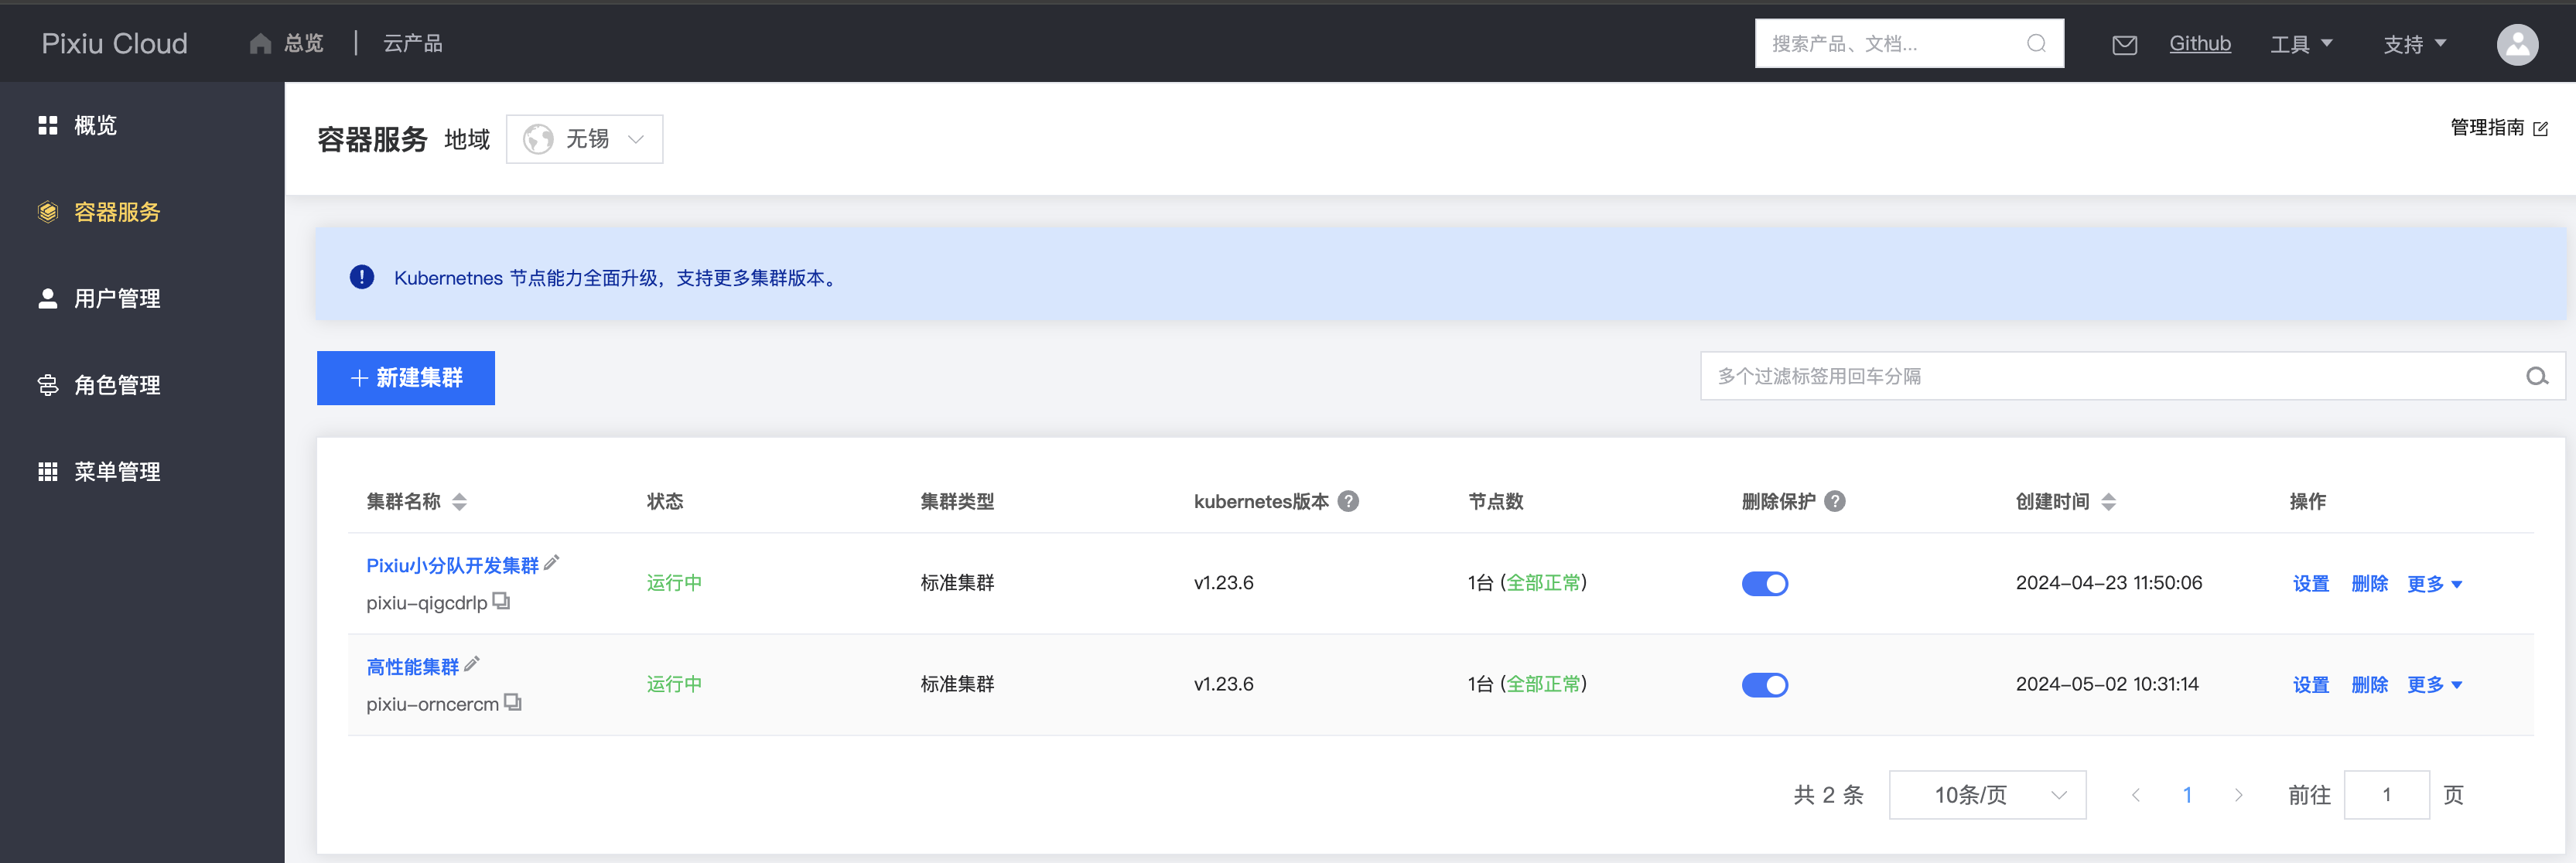 Pixiu Cloud 总览 | 云产品 搜索产品、文档... Github 工具 支持
概览
容器服务
用户管理
角色管理
菜单管理
容器服务 地域 无锡
管理指南
Kubernetnes 节点能力全面升级，支持更多集群版本。
新建集群
多个过滤标签用回车分隔
集群名称 状态 集群类型 kubernetes版本 节点数 删除保护 创建时间 操作
Pixiu小分队开发集群
pixiu-qigcdrlp
运行中 标准集群 v1.23.6 1台 (全部正常) 2024-04-23 11:50:06 设置 删除 更多
高性能集群
pixiu-orncercm
运行中 标准集群 v1.23.6 1台 (全部正常) 2024-05-02 10:31:14 设置 删除 更多
共 2 条 10条/页 < 1 > 前往 1 页